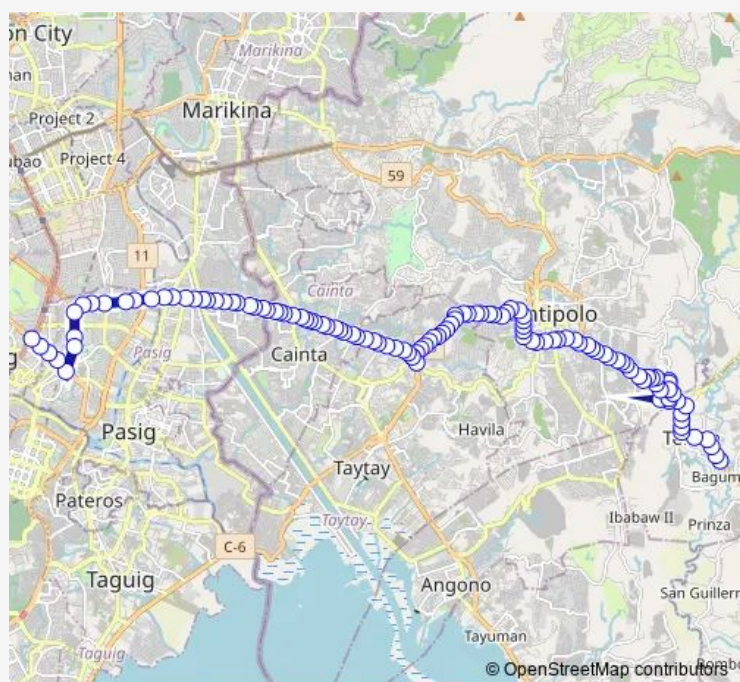 on City
Marikina
Marikina
Project 2
Project 4
59
11
Cainta
ntipolo
Cainta
Pasig
g
Pasig
Havila
Te
Bagum
Taytay
Pateros
Ibabaw II
Prinza
Taytay
C-6
Taguig
Angono
San Guiller
Taguig
Tayuman
© OpenStreetMap contributors